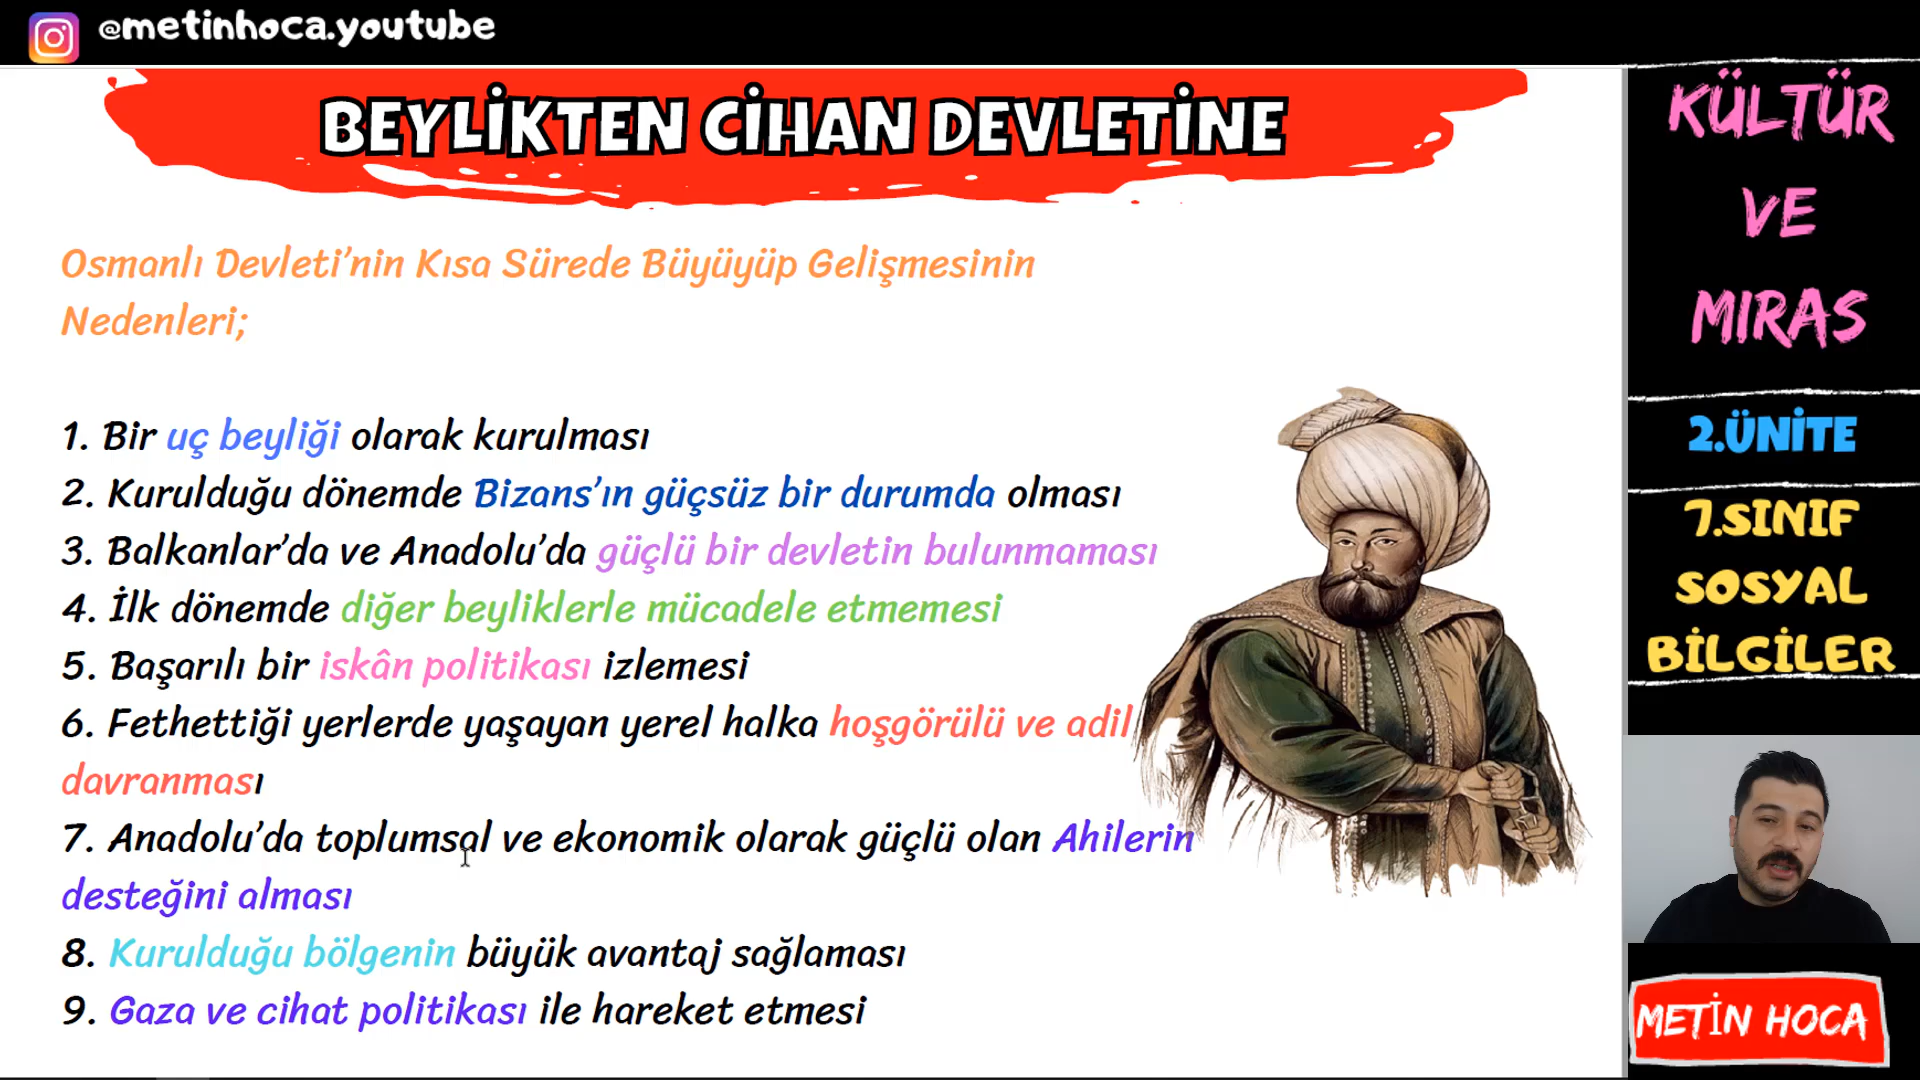 @metinhoca.youtube
BEYLİKTEN CİHAN DEVLETİNE
Osmanlı Devleti'nin Kısa Sürede Büyüyüp Gelişmesinin
Nedenleri;
1. Bir uç beyliği olarak kurulması
2. Kurulduğu dönemde Bizans'ın güçsüz bir durumda olması
3. Balkanlar'da ve Anadolu'da güçlü bir devletin bulunmaması
4. İlk dönemde diğer beyliklerle mücadele etmemesi
5. Başarılı bir iskân politikası izlemesi
6. Fethettiği yerlerde yaşayan yerel halka hoşgörülü ve adil
davranması
7. Anadolu'da toplumsal ve ekonomik olarak güçlü olan Ahilerin
desteğini alması
8. Kurulduğu bölgenin büyük avantaj sağlaması
9. Gaza ve cihat politikası ile hareket etmesi
KÜLTÜR
VE
MIRAS
2.ÜNİTE
7.SINIF
SOSYAL
BİLGİLER
METİN HOCA